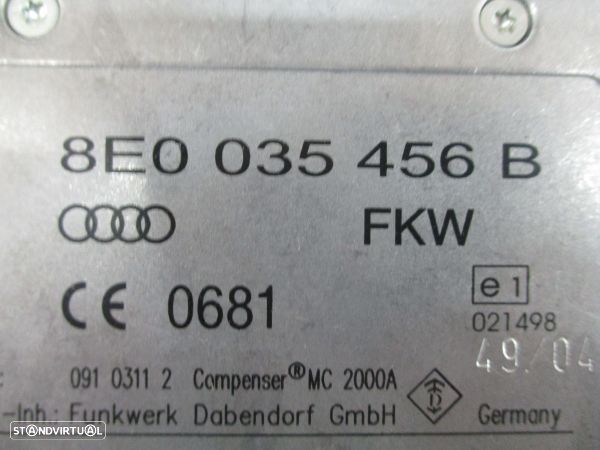 8E0 035 456 B
FKW
CE 0681
e1
021498
49/04
: 091 0311 2 Compenser® MC 2000A
-Inh.: Funkwerk Dabendorf GmbH Germany
STANDVIRTUAL